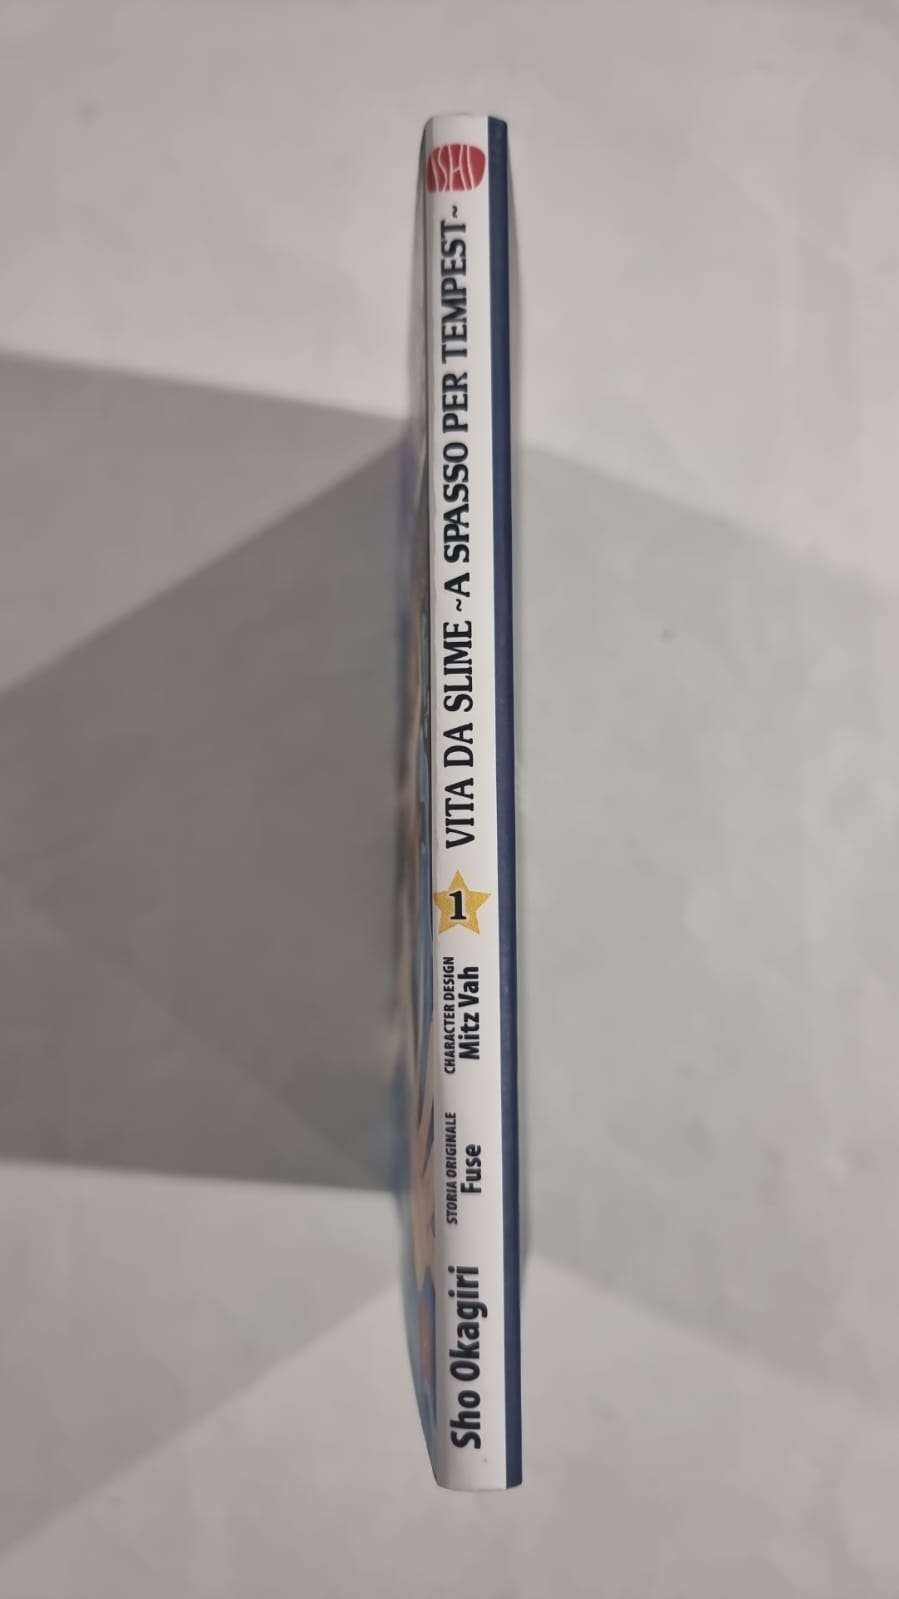 Sho Okagiri
STORIA ORIGINALE
Fuse
CHARACTER DESIGN
Mitz Vah
1
VITA DA SLIME ~A SPASSO PER TEMPEST~
ISHI